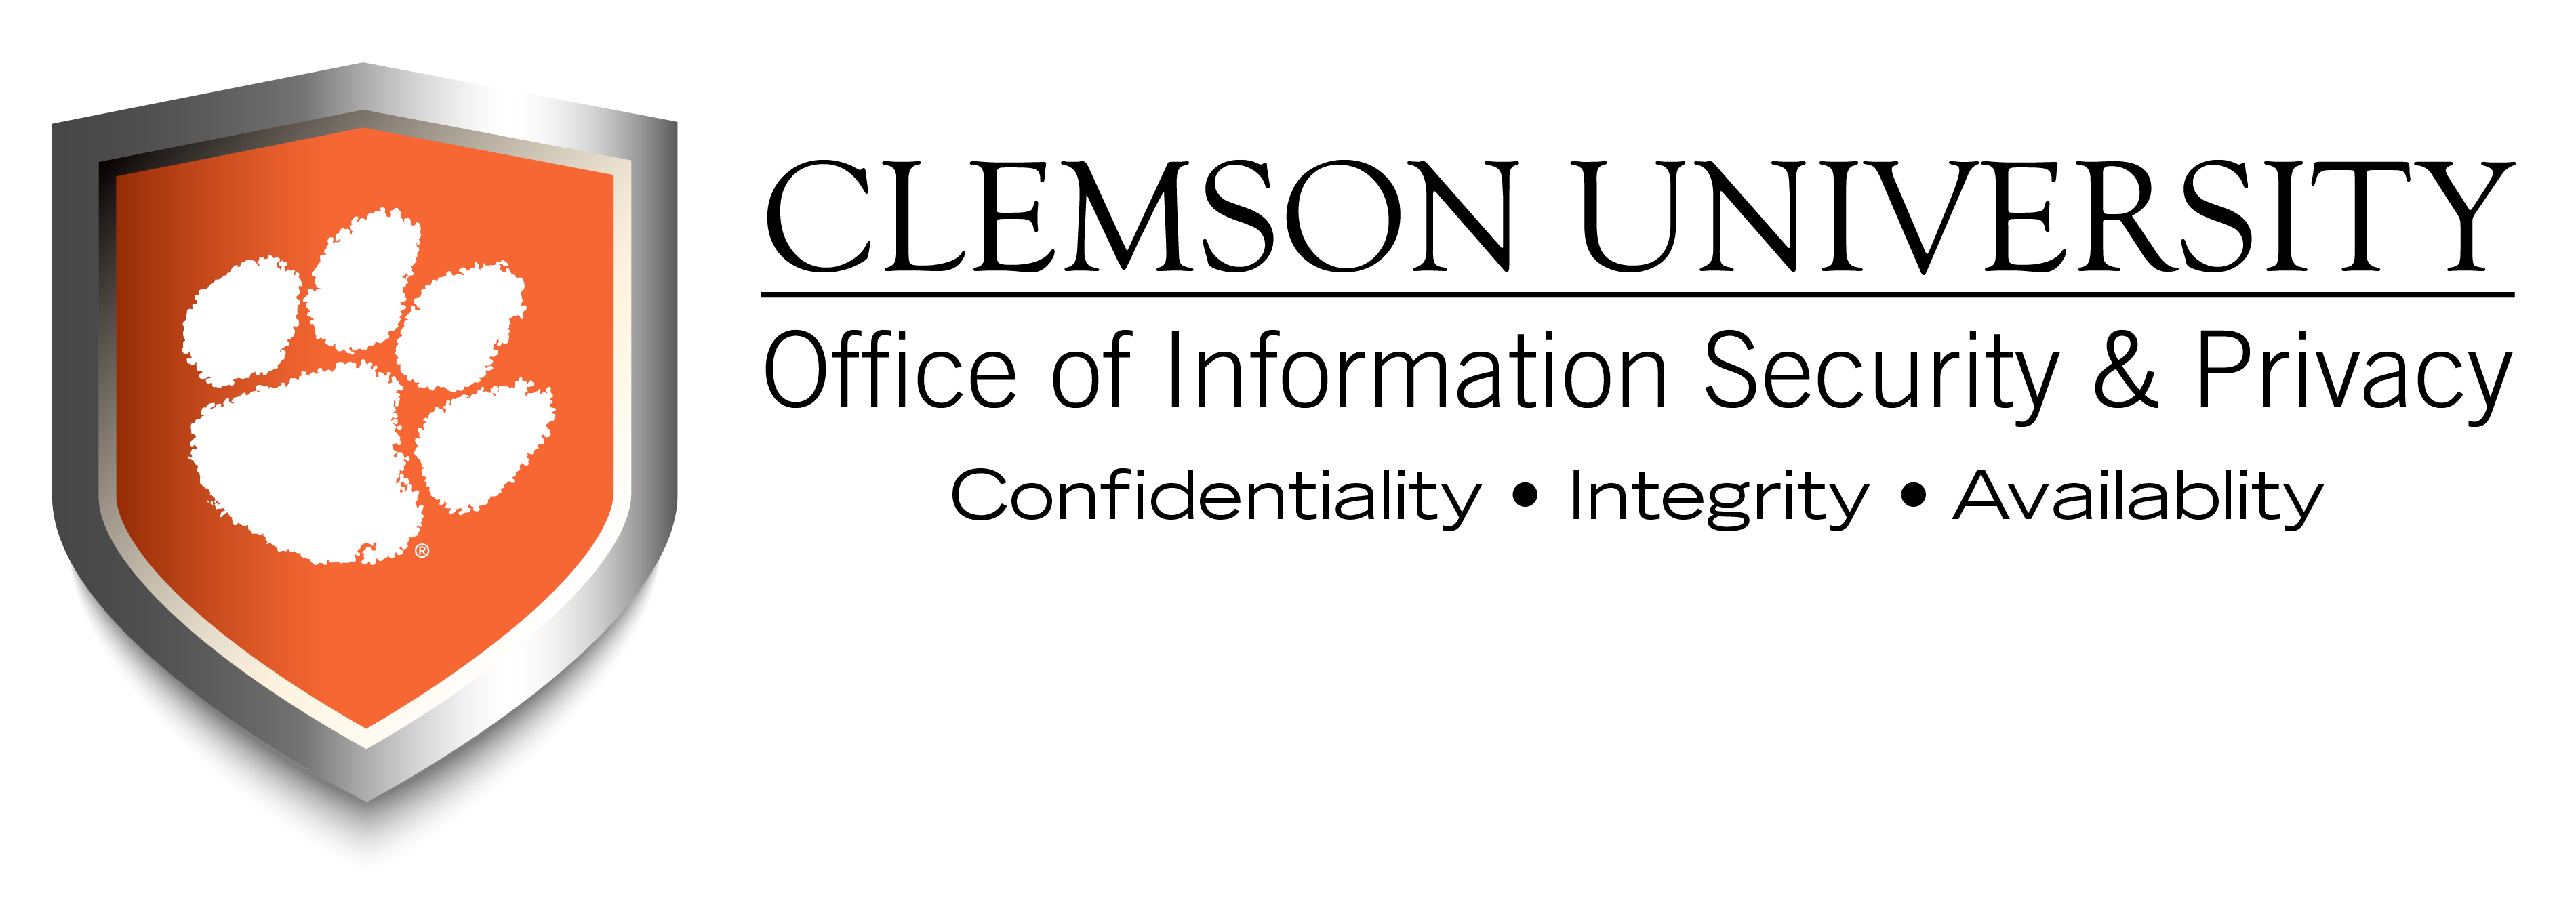 CLEMSON UNIVERSITY
Office of Information Security & Privacy
Confidentiality • Integrity • Availablity
®